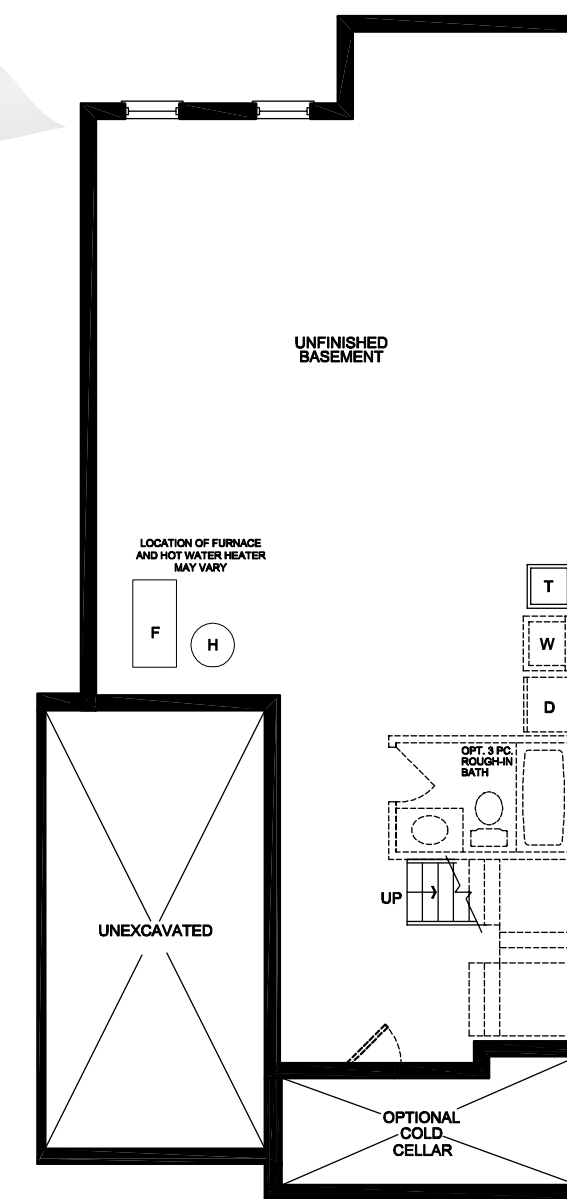 UNFINISHED
BASEMENT
LOCATION OF FURNACE
AND HOT WATER HEATER
MAY VARY
F
H
T
W
D
OPT. 3 PC.
ROUGH-IN
BATH
UP
UNEXCAVATED
OPTIONAL
COLD
CELLAR